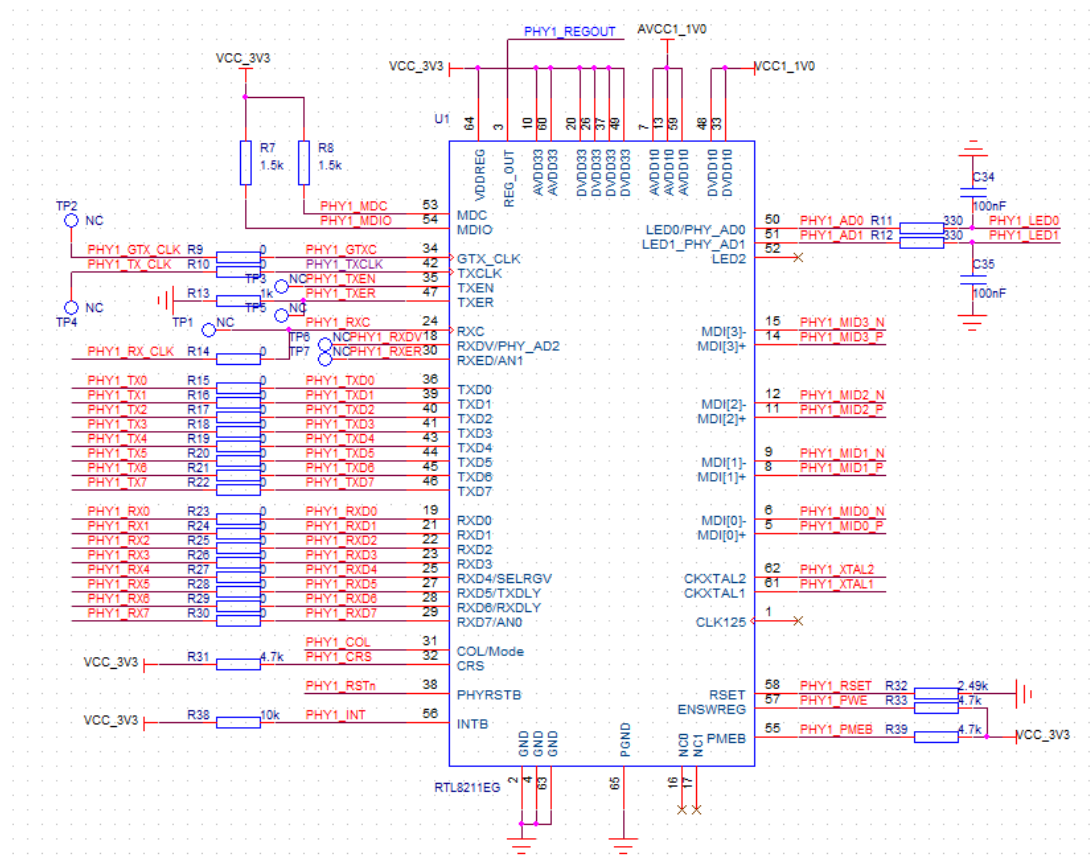 PHY1_REGOUT
AVCC1_1V0
VCC_3V3
VCC_3V3
VCC1_1V0
U1
64 3 10 60 20 26 37 49 7 13 59 48 33
VDDREG REG_OUT AVDD33 AVDD33 DVDD33 DVDD33 DVDD33 DVDD33 AVDD10 AVDD10 AVDD10 DVDD10 DVDD10
R7 1.5k
R8 1.5k
C34
100nF
PHY1_MDC 53 MDC
PHY1_MDIO 54 MDIO
LED0/PHY_AD0 50 PHY1_AD0 R11 330 PHY1_LED0
LED1_PHY_AD1 51 PHY1_AD1 R12 330 PHY1_LED1
LED2 52
C35
100nF
TP2 NC
PHY1_GTX_CLK R9 0 PHY1_GTXC 34 GTX_CLK
PHY1_TX_CLK R10 0 PHY1_TXCLK 42 TXCLK
TP3 NC PHY1_TXEN 35 TXEN
R13 1k PHY1_TXER 47 TXER
TP4 NC
TP5 NC
TP1 NC PHY1_RXC 24 RXC
TP6 NC PHY1_RXDV 18 RXDV/PHY_AD2
PHY1_RX_CLK R14 0
TP7 NC PHY1_RXER 30 RXED/AN1
MDI[3]- 15 PHY1_MID3_N
MDI[3]+ 14 PHY1_MID3_P
PHY1_TX0 R15 0 PHY1_TXD0 36 TXD0
PHY1_TX1 R16 0 PHY1_TXD1 39 TXD1
PHY1_TX2 R17 0 PHY1_TXD2 40 TXD2
PHY1_TX3 R18 0 PHY1_TXD3 41 TXD3
PHY1_TX4 R19 0 PHY1_TXD4 43 TXD4
PHY1_TX5 R20 0 PHY1_TXD5 44 TXD5
PHY1_TX6 R21 0 PHY1_TXD6 45 TXD6
PHY1_TX7 R22 0 PHY1_TXD7 46 TXD7
MDI[2]- 12 PHY1_MID2_N
MDI[2]+ 11 PHY1_MID2_P
MDI[1]- 9 PHY1_MID1_N
MDI[1]+ 8 PHY1_MID1_P
PHY1_RX0 R23 0 PHY1_RXD0 19 RXD0
PHY1_RX1 R24 0 PHY1_RXD1 21 RXD1
PHY1_RX2 R25 0 PHY1_RXD2 22 RXD2
PHY1_RX3 R26 0 PHY1_RXD3 23 RXD3
PHY1_RX4 R27 0 PHY1_RXD4 25 RXD4/SELRGV
PHY1_RX5 R28 0 PHY1_RXD5 27 RXD5/TXDLY
PHY1_RX6 R29 0 PHY1_RXD6 28 RXD6/RXDLY
PHY1_RX7 R30 0 PHY1_RXD7 29 RXD7/AN0
MDI[0]- 6 PHY1_MID0_N
MDI[0]+ 5 PHY1_MID0_P
CKXTAL2 62 PHY1_XTAL2
CKXTAL1 61 PHY1_XTAL1
CLK125 1
PHY1_COL 31 COL/Mode
VCC_3V3 R31 4.7k PHY1_CRS 32 CRS
PHY1_RSTn 38 PHYRSTB
VCC_3V3 R38 10k PHY1_INT 56 INTB
RSET 58 PHY1_RSET R32 2.49k
ENSWREG 57 PHY1_PWE R33 4.7k
PMEB 55 PHY1_PMEB R39 4.7k VCC_3V3
GND GND GND PGND NC0 NC1
2 4 63 65 16 17
RTL8211EG